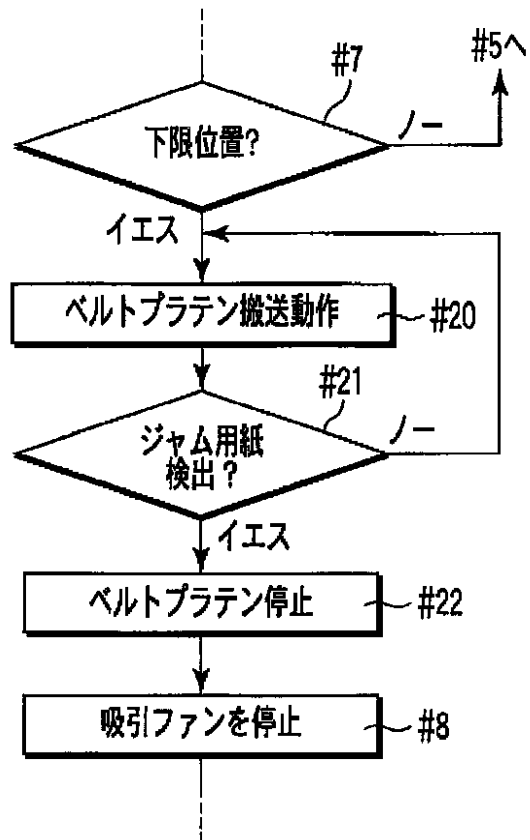 #5へ
#7
下限位置?
ノー
イエス
ベルトプラテン搬送動作
#20
#21
ジャム用紙
検出?
ノー
イエス
ベルトプラテン停止
#22
吸引ファンを停止
#8